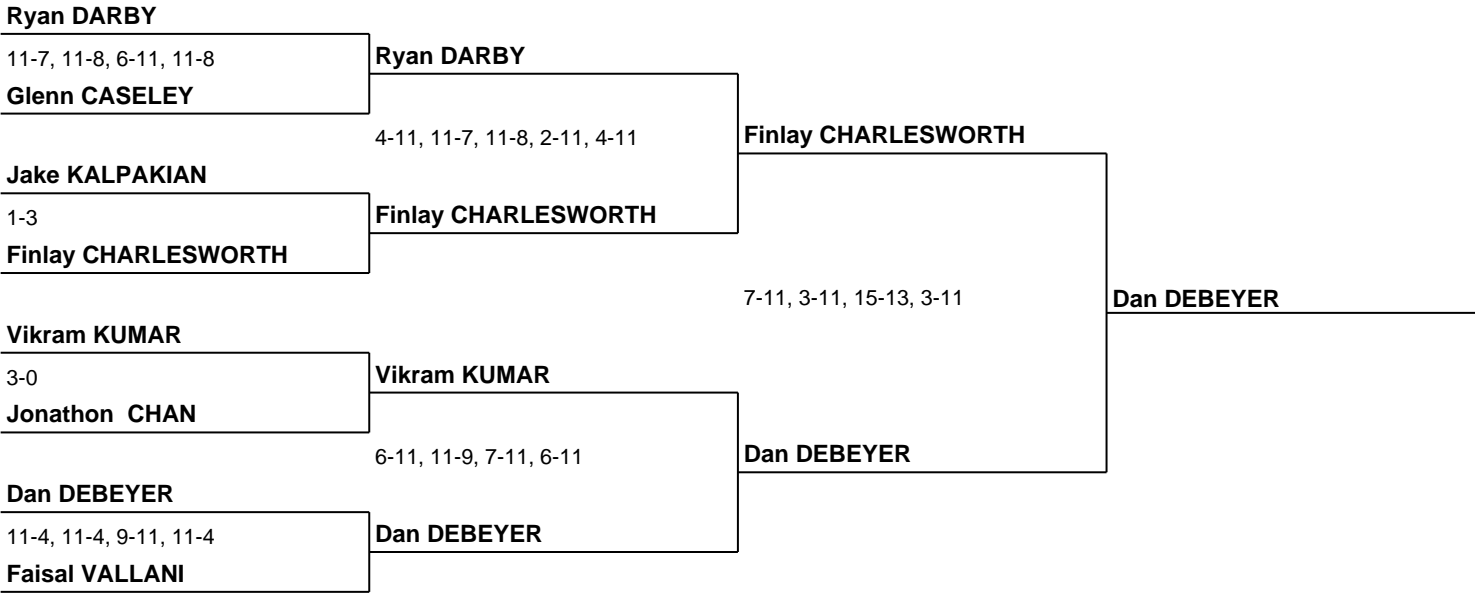 Ryan DARBY
11-7, 11-8, 6-11, 11-8
Glenn CASELEY
Ryan DARBY
4-11, 11-7, 11-8, 2-11, 4-11
Finlay CHARLESWORTH
Jake KALPAKIAN
1-3
Finlay CHARLESWORTH
Finlay CHARLESWORTH
7-11, 3-11, 15-13, 3-11
Dan DEBEYER
Vikram KUMAR
3-0
Jonathon  CHAN
Vikram KUMAR
6-11, 11-9, 7-11, 6-11
Dan DEBEYER
Dan DEBEYER
11-4, 11-4, 9-11, 11-4
Faisal VALLANI
Dan DEBEYER